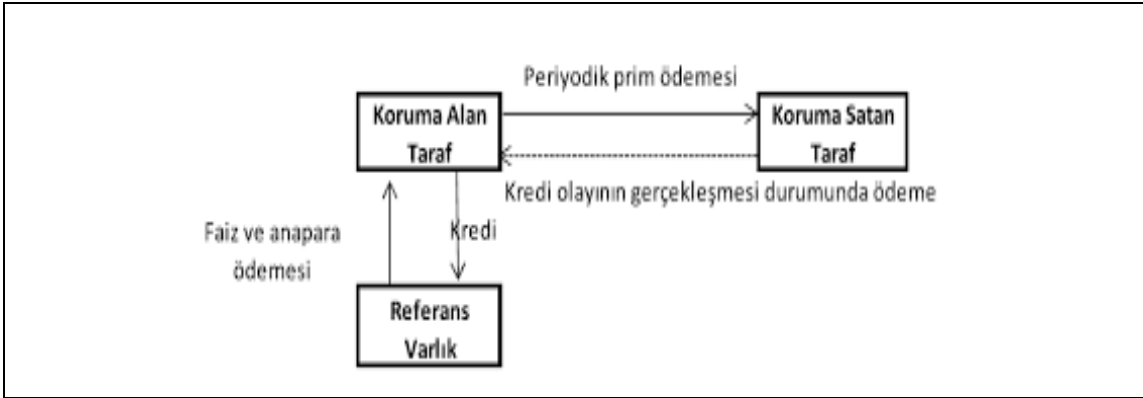 Periyodik prim ödemesi
Koruma Alan
Taraf
Koruma Satan
Taraf
Kredi olayının gerçekleşmesi durumunda ödeme
Faiz ve anapara
ödemesi
Kredi
Referans
Varlık